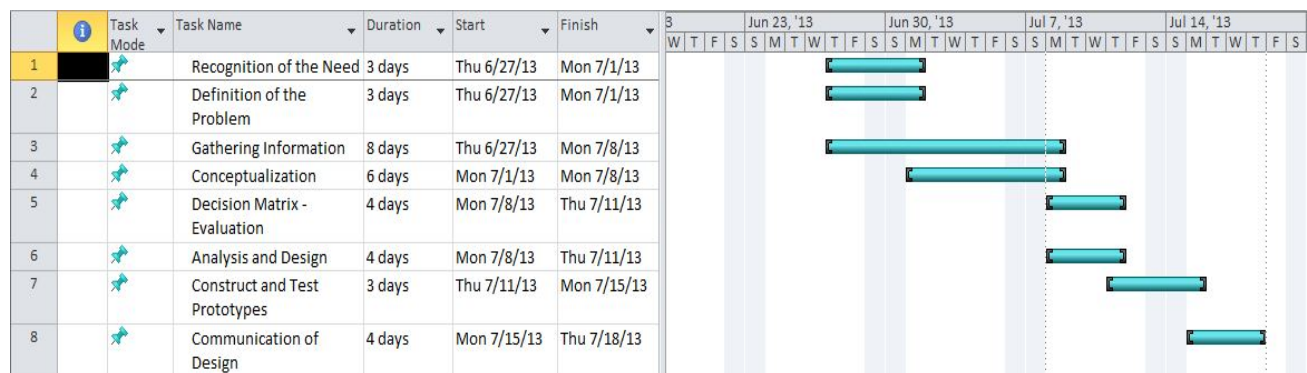 Task Mode Task Name Duration Start Finish 3 Jun 23, '13 Jun 30, '13 Jul 7, '13 Jul 14, '13
W T F S S M T W T F S S M T W T F S S M T W T F S S M T W T F S
1 Recognition of the Need 3 days Thu 6/27/13 Mon 7/1/13
2 Definition of the Problem 3 days Thu 6/27/13 Mon 7/1/13
3 Gathering Information 8 days Thu 6/27/13 Mon 7/8/13
4 Conceptualization 6 days Mon 7/1/13 Mon 7/8/13
5 Decision Matrix - Evaluation 4 days Mon 7/8/13 Thu 7/11/13
6 Analysis and Design 4 days Mon 7/8/13 Thu 7/11/13
7 Construct and Test Prototypes 3 days Thu 7/11/13 Mon 7/15/13
8 Communication of Design 4 days Mon 7/15/13 Thu 7/18/13